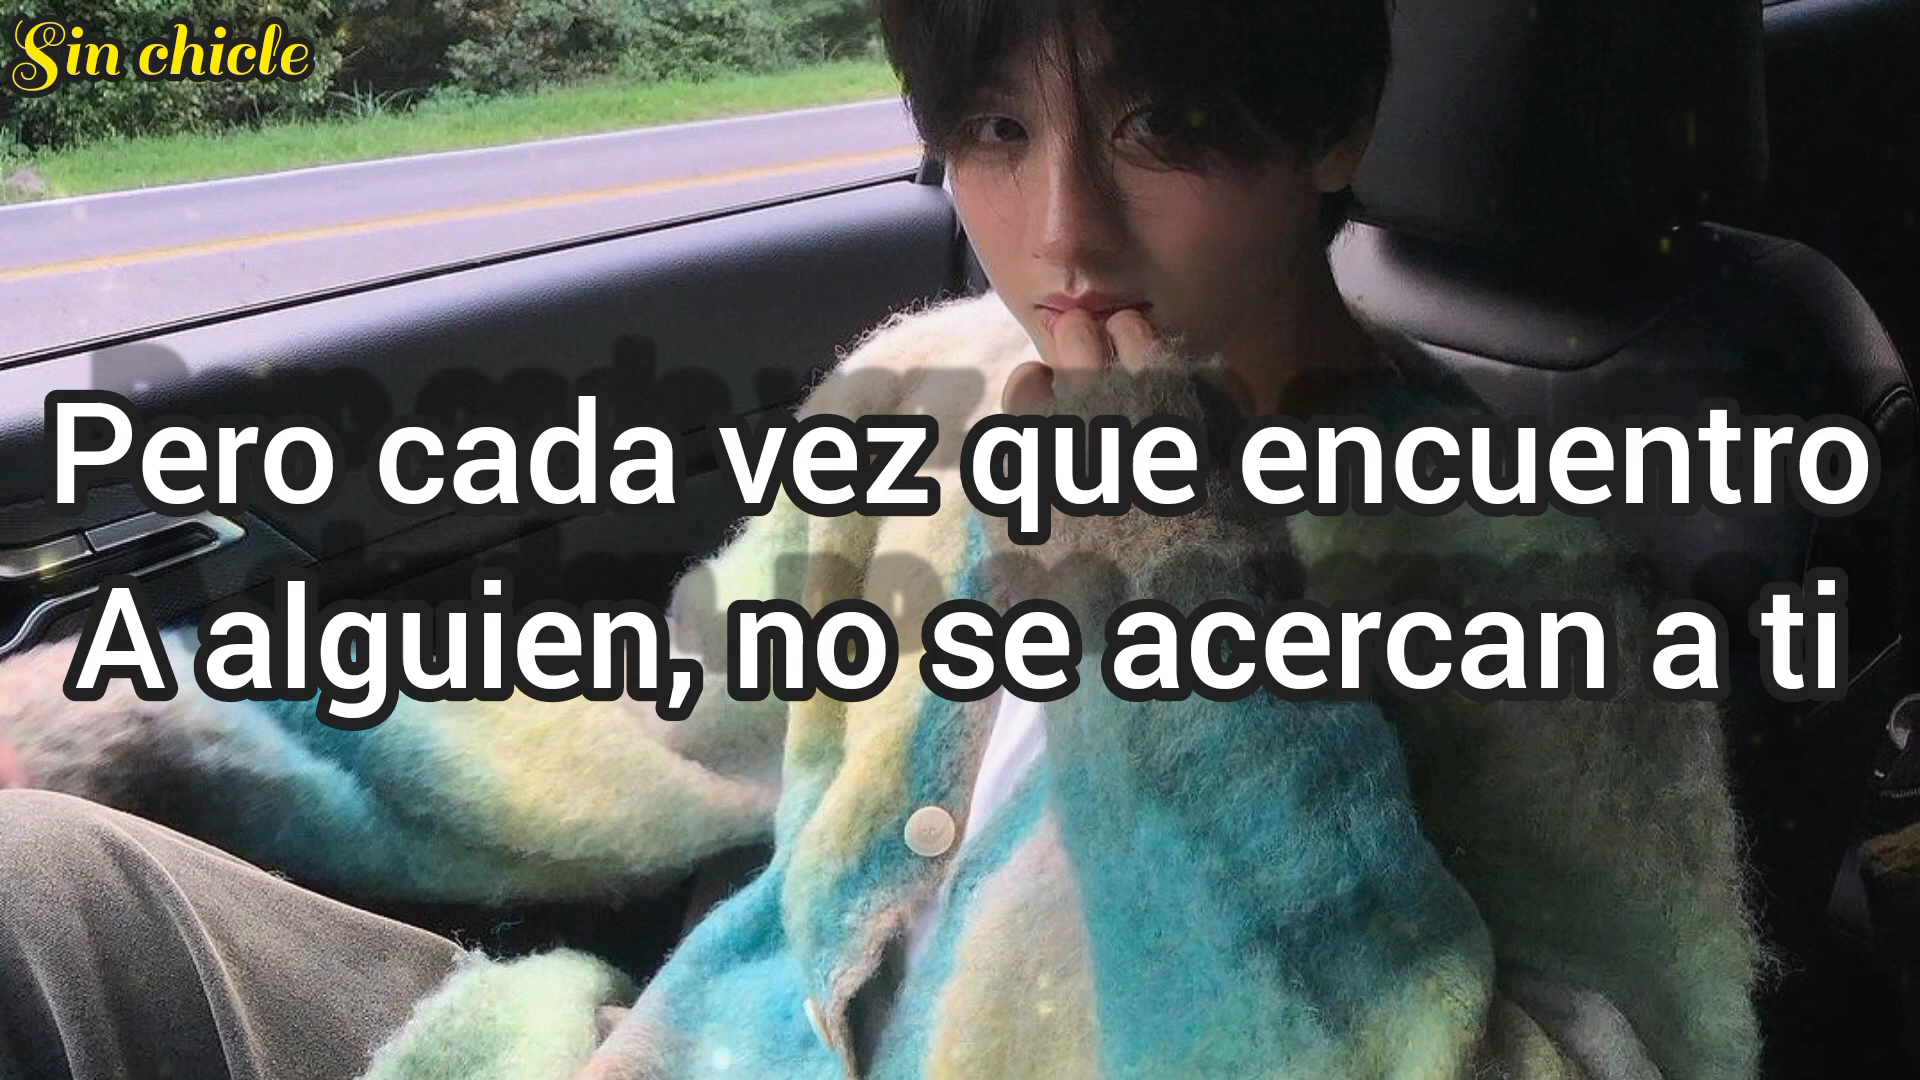 Sin chicle
Pero cada vez que encuentro
A alguien, no se acercan a ti